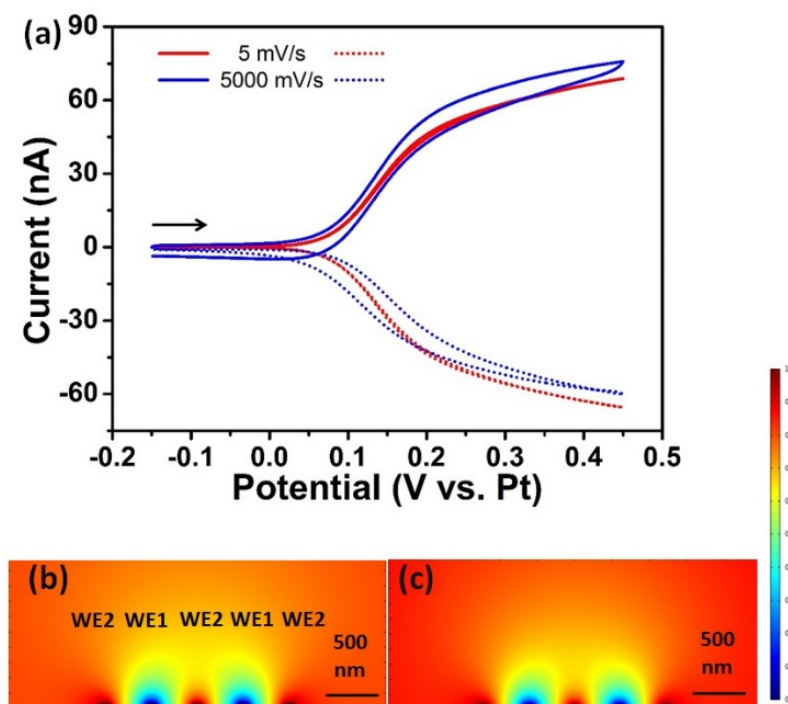 (a)
5 mV/s
5000 mV/s
90
60
30
0
-30
-60
Current (nA)
-0.2 -0.1 0.0 0.1 0.2 0.3 0.4 0.5
Potential (V vs. Pt)
(b)
WE2 WE1 WE2 WE1 WE2
500
nm
(c)
500
nm